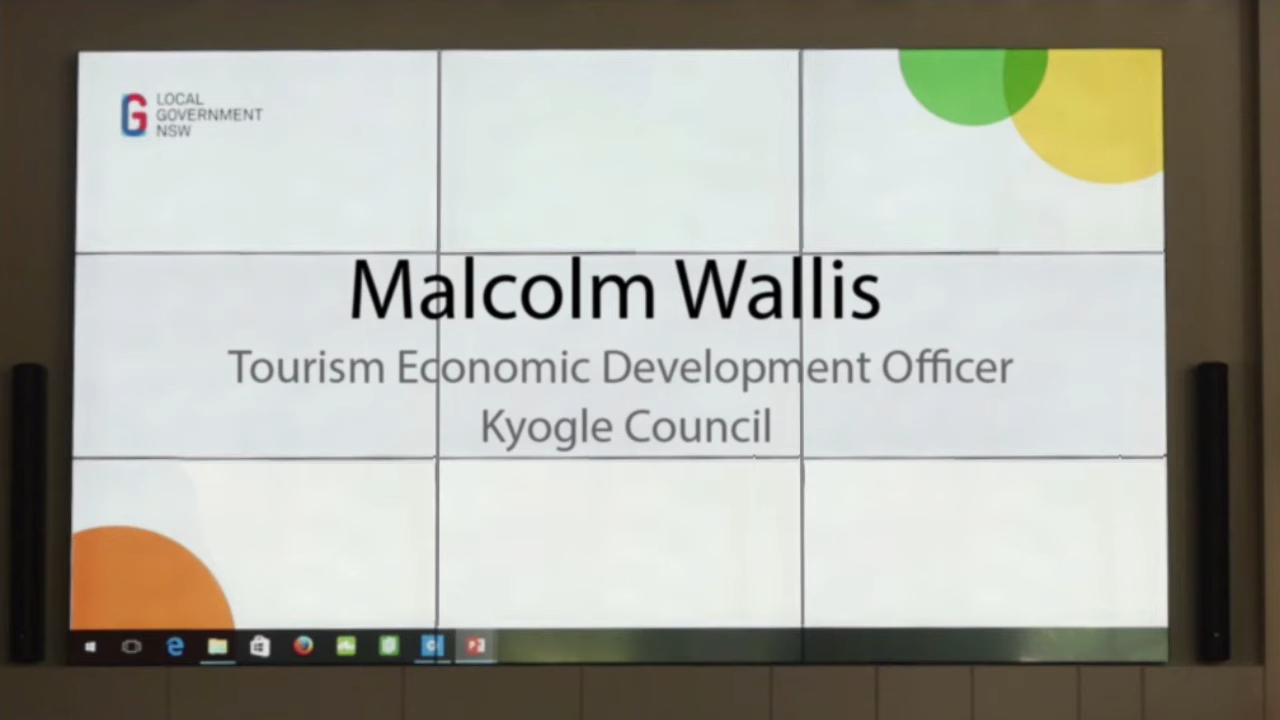 LOCAL
GOVERNMENT
NSW
Malcolm Wallis
Tourism Economic Development Officer
Kyogle Council